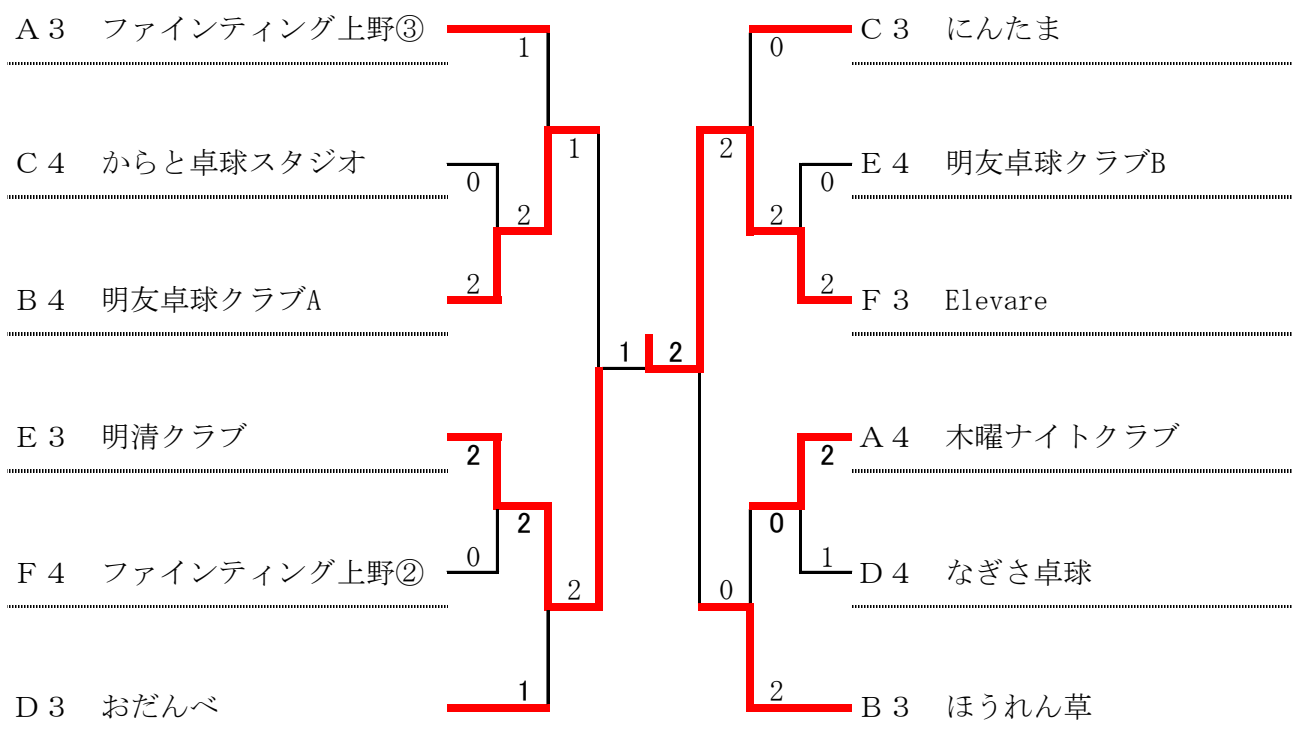 A3 ファインティング上野③ 1 0 C3 にんたま
1 2
C4 からと卓球スタジオ 0 0 E4 明友卓球クラブB
2 2
B4 明友卓球クラブA 2 2 F3 Elevare
1 2
E3 明清クラブ 2 2 A4 木曜ナイトクラブ
2 0
F4 ファインティング上野② 0 1 D4 なぎさ卓球
2 0
D3 おだんべ 1 2 B3 ほうれん草